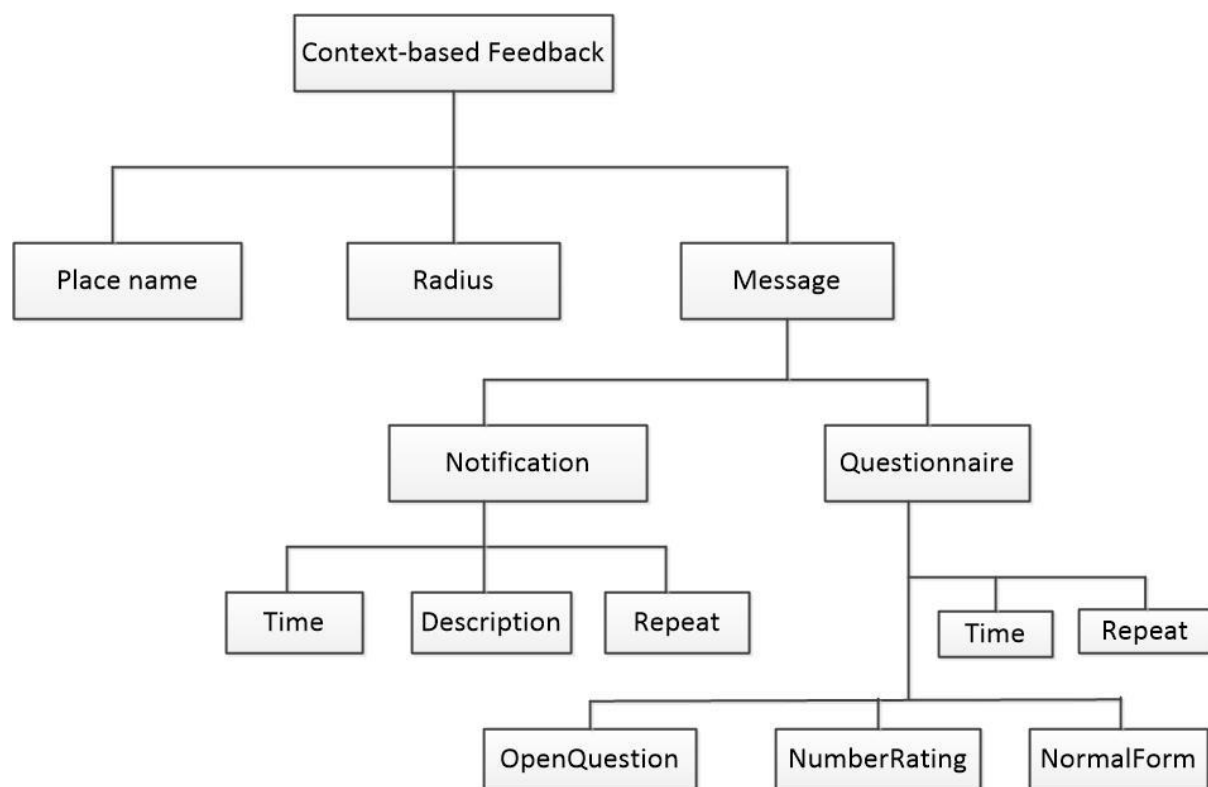 Context-based Feedback
Place name
Radius
Message
Notification
Questionnaire
Time
Description
Repeat
Time
Repeat
OpenQuestion
NumberRating
NormalForm